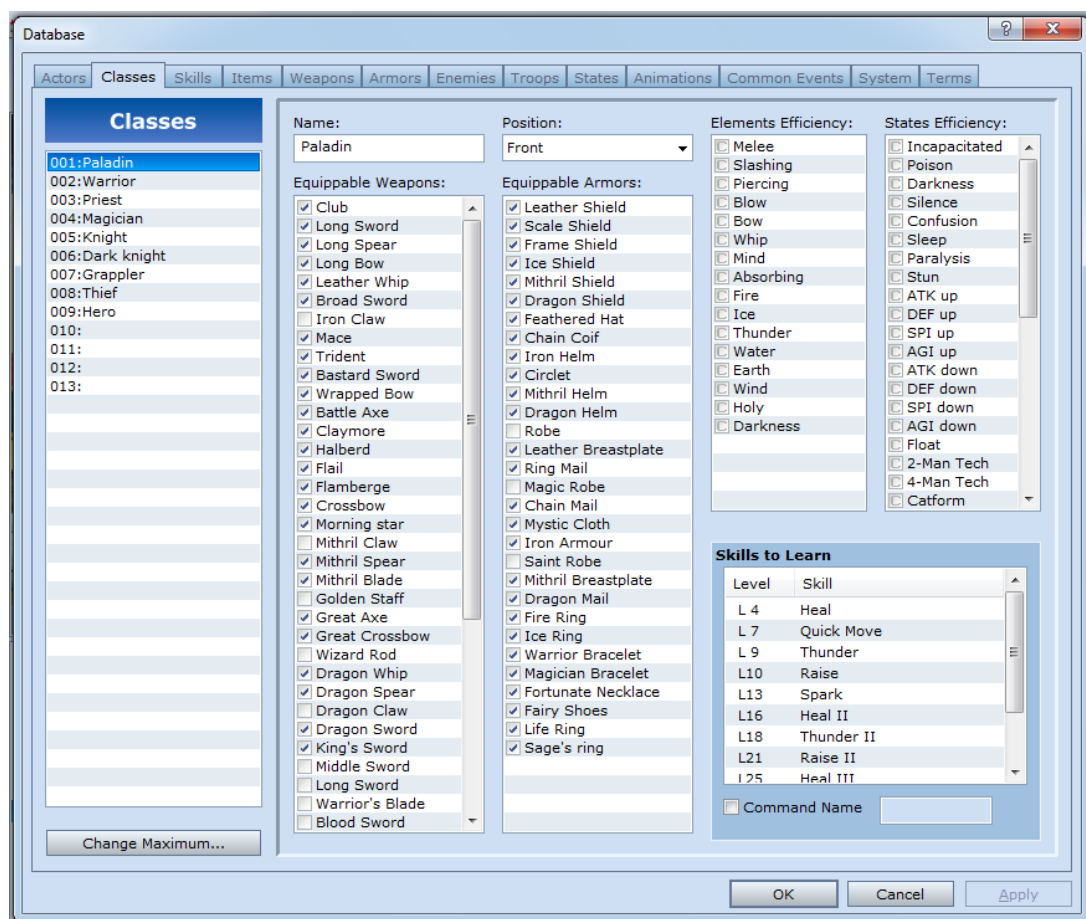 Database
Actors Classes Skills Items Weapons Armors Enemies Troops States Animations Common Events System Terms
Classes
001:Paladin
002:Warrior
003:Priest
004:Magician
005:Knight
006:Dark knight
007:Grappler
008:Thief
009:Hero
010:
011:
012:
013:
Change Maximum...
Name:
Paladin
Position:
Front
Equippable Weapons:
Club
Long Sword
Long Spear
Long Bow
Leather Whip
Broad Sword
Iron Claw
Mace
Trident
Bastard Sword
Wrapped Bow
Battle Axe
Claymore
Halberd
Flail
Flamberge
Crossbow
Morning star
Mithril Claw
Mithril Spear
Mithril Blade
Golden Staff
Great Axe
Great Crossbow
Wizard Rod
Dragon Whip
Dragon Spear
Dragon Claw
Dragon Sword
King's Sword
Middle Sword
Long Sword
Warrior's Blade
Blood Sword
Equippable Armors:
Leather Shield
Scale Shield
Frame Shield
Ice Shield
Mithril Shield
Dragon Shield
Feathered Hat
Chain Coif
Iron Helm
Circlet
Mithril Helm
Dragon Helm
Robe
Leather Breastplate
Ring Mail
Magic Robe
Chain Mail
Mystic Cloth
Iron Armour
Saint Robe
Mithril Breastplate
Dragon Mail
Fire Ring
Ice Ring
Warrior Bracelet
Magician Bracelet
Fortunate Necklace
Fairy Shoes
Life Ring
Sage's ring
Elements Efficiency:
C Melee
C Slashing
C Piercing
C Blow
C Bow
C Whip
C Mind
C Absorbing
C Fire
C Ice
C Thunder
C Water
C Earth
C Wind
C Holy
C Darkness
States Efficiency:
C Incapacitated
C Poison
C Darkness
C Silence
C Confusion
C Sleep
C Paralysis
C Stun
C ATK up
C DEF up
C SPI up
C AGI up
C ATK down
C DEF down
C SPI down
C AGI down
C Float
C 2-Man Tech
C 4-Man Tech
C Catform
Skills to Learn
Level Skill
L 4 Heal
L 7 Quick Move
L 9 Thunder
L10 Raise
L13 Spark
L16 Heal II
L18 Thunder II
L21 Raise II
L25 Heal III
Command Name
OK Cancel Apply